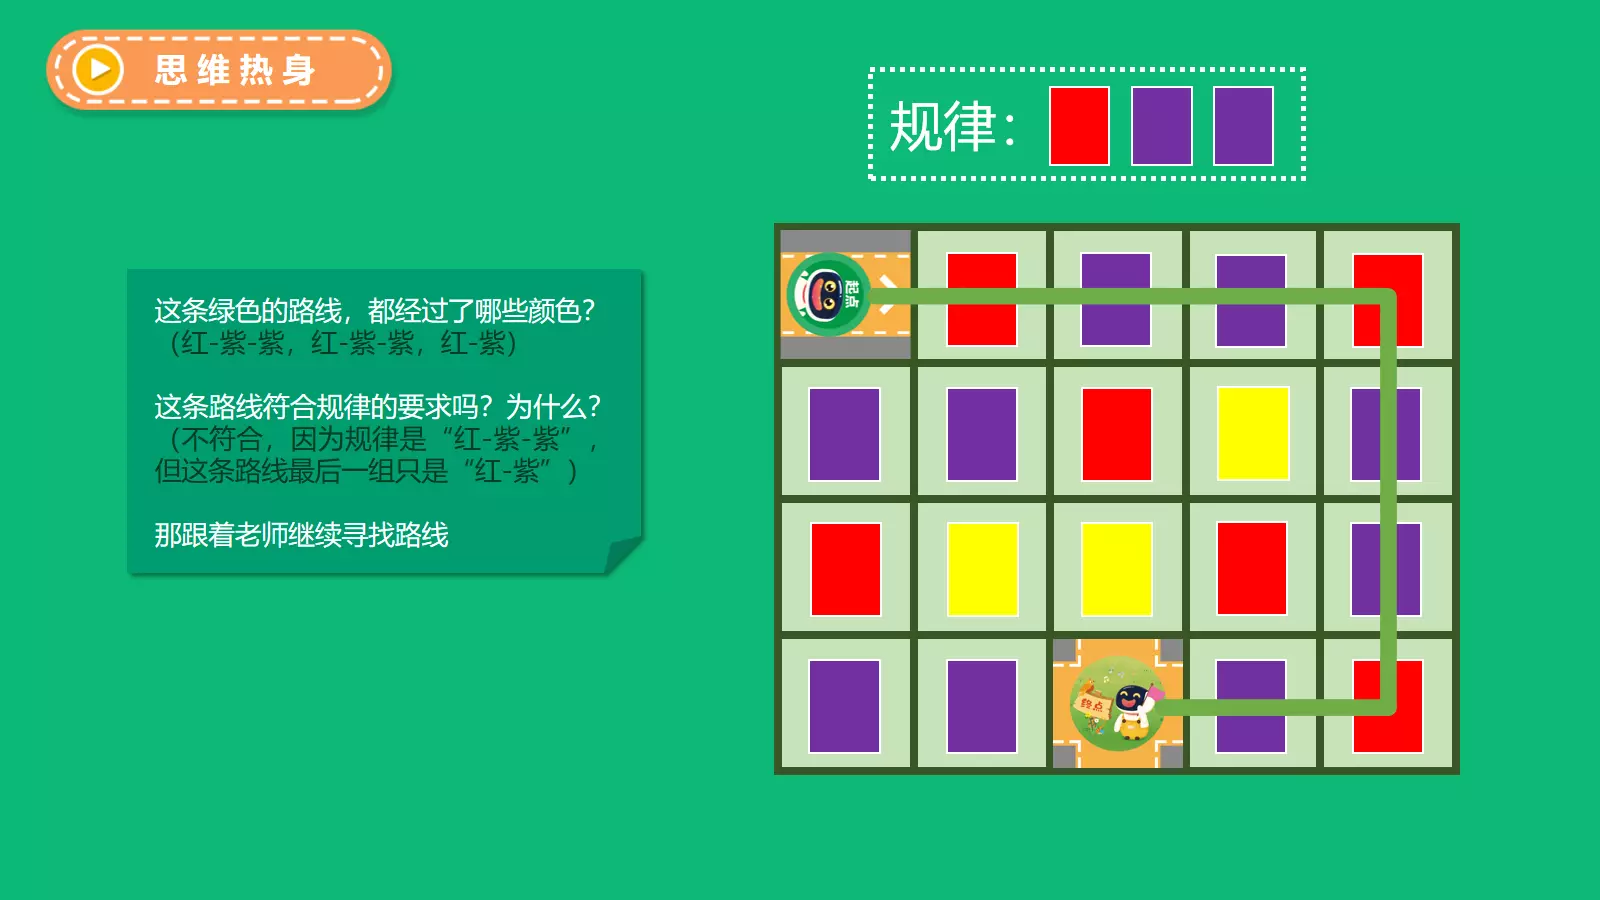 思维热身
规律：
这条绿色的路线，都经过了哪些颜色？
（红-紫-紫，红-紫-紫，红-紫）
这条路线符合规律的要求吗？为什么？
（不符合，因为规律是“红-紫-紫”，
但这条路线最后一组只是“红-紫”）
那跟着老师继续寻找路线
起点
终点